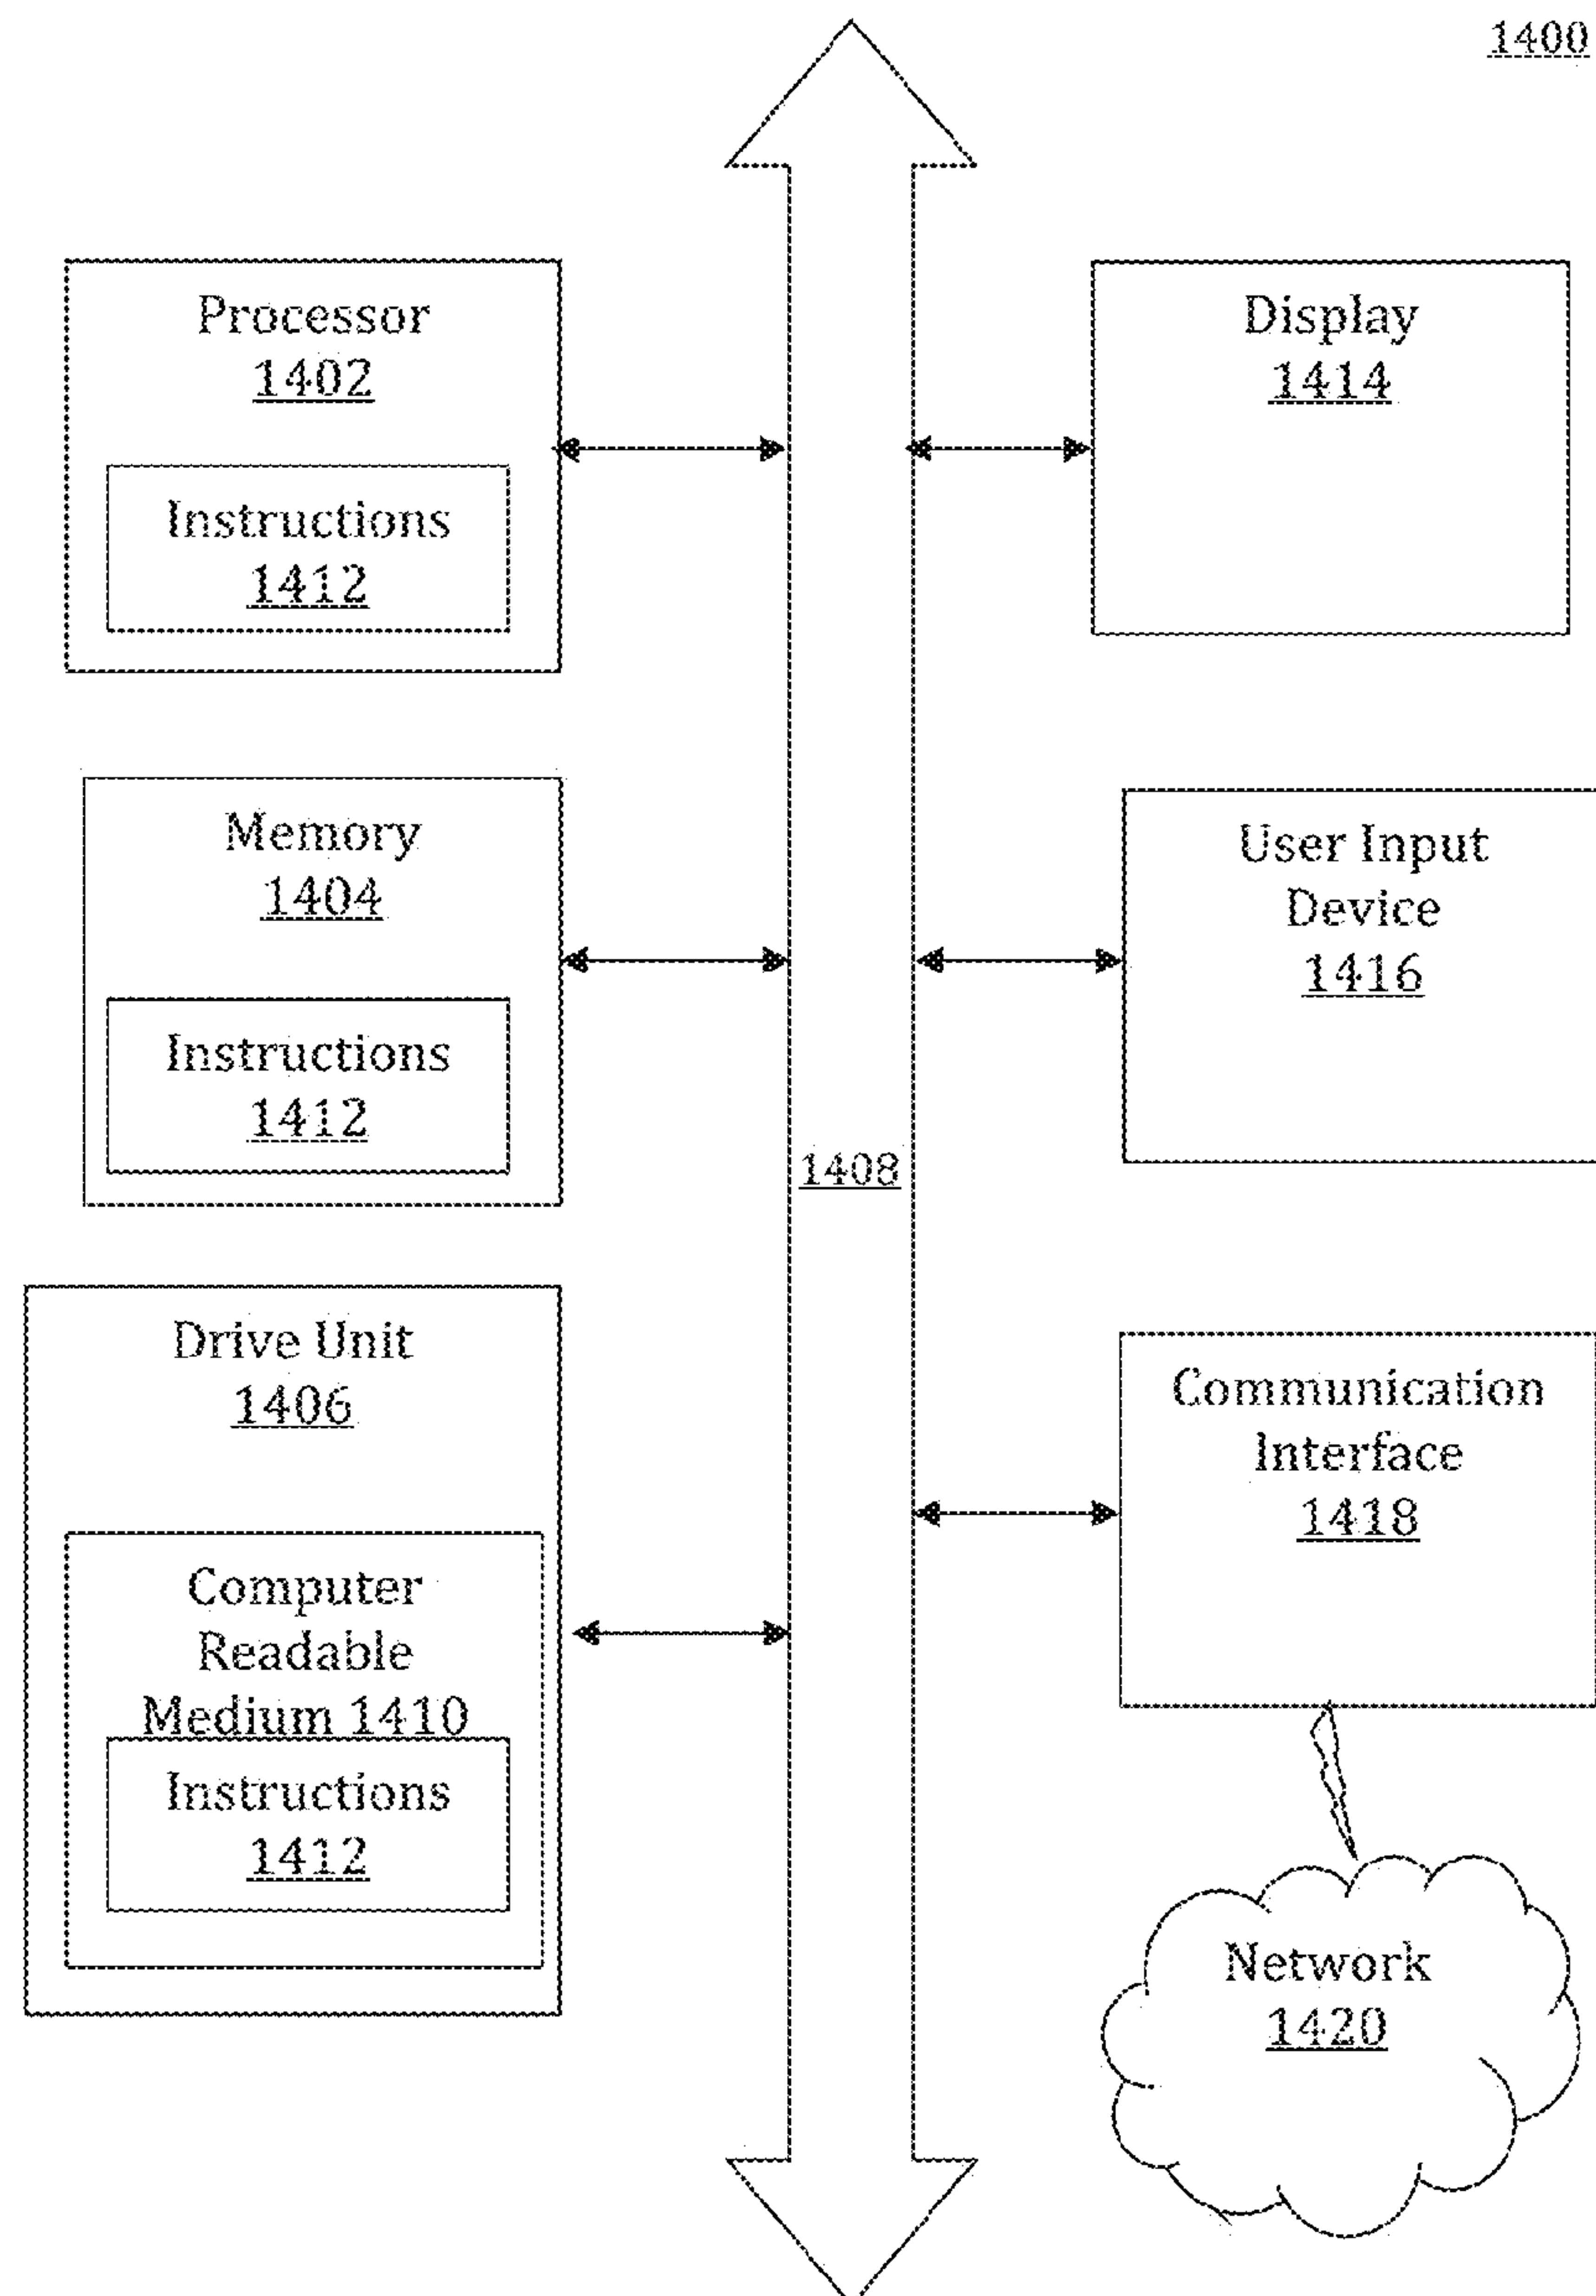 1400
Processor
1402
Instructions
1412
Memory
1404
Instructions
1412
Drive Unit
1406
Computer
Readable
Medium 1410
Instructions
1412
1408
Display
1414
User Input
Device
1416
Communication
Interface
1418
Network
1420